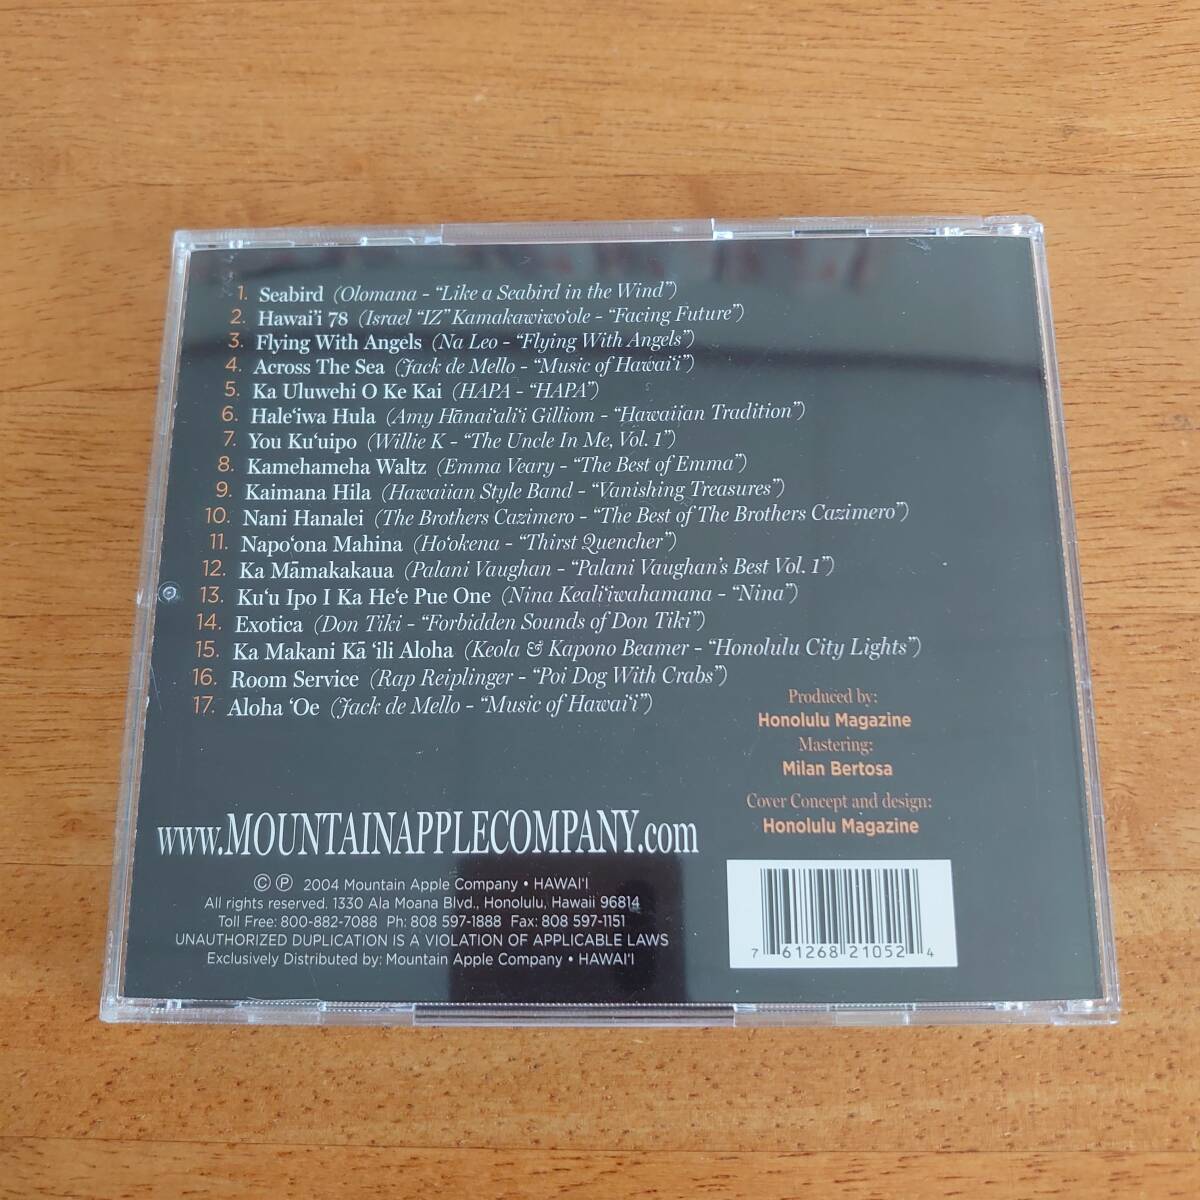 1. Seabird (Olomana - “Like a Seabird in the Wind”)
2. Hawai‘i 78 (Israel “IZ” Kamakawiwo‘ole - “Facing Future”)
3. Flying With Angels (Na Leo - “Flying With Angels”)
4. Across The Sea (Jack de Mello - “Music of Hawai‘i”)
5. Ka Uluwehi O Ke Kai (HAPA - “HAPA”)
6. Hale‘iwa Hula (Amy Hānai‘ali‘i Gilliom - “Hawaiian Tradition”)
7. You Ku‘uipo (Willie K - “The Uncle In Me, Vol. 1”)
8. Kamehameha Waltz (Emma Veary - “The Best of Emma”)
9. Kaimana Hila (Hawaiian Style Band - “Vanishing Treasures”)
10. Nani Hanalei (The Brothers Cazimero - “The Best of The Brothers Cazimero”)
11. Napo‘ona Mahina (Ho‘okena - “Thirst Quencher”)
12. Ka Māmakakaua (Palani Vaughan - “Palani Vaughan’s Best Vol. 1”)
13. Ku‘u Ipo I Ka He‘e Pue One (Nina Keali‘iwahamana - “Nina”)
14. Exotica (Don Tiki - “Forbidden Sounds of Don Tiki”)
15. Ka Makani Kā ‘ili Aloha (Keola & Kapono Beamer - “Honolulu City Lights”)
16. Room Service (Rap Reiplinger - “Poi Dog With Crabs”)
17. Aloha ‘Oe (Jack de Mello - “Music of Hawai‘i”)
Produced by:
Honolulu Magazine
Mastering:
Milan Bertosa
Cover Concept and design:
Honolulu Magazine
www.MOUNTAINAPPLECOMPANY.com
© ℗ 2004 Mountain Apple Company • HAWAI‘I
All rights reserved. 1330 Ala Moana Blvd., Honolulu, Hawaii 96814
Toll Free: 800-882-7088 Ph: 808 597-1888 Fax: 808 597-1151
UNAUTHORIZED DUPLICATION IS A VIOLATION OF APPLICABLE LAWS
Exclusively Distributed by: Mountain Apple Company • HAWAI‘I
7 61268 21052 4